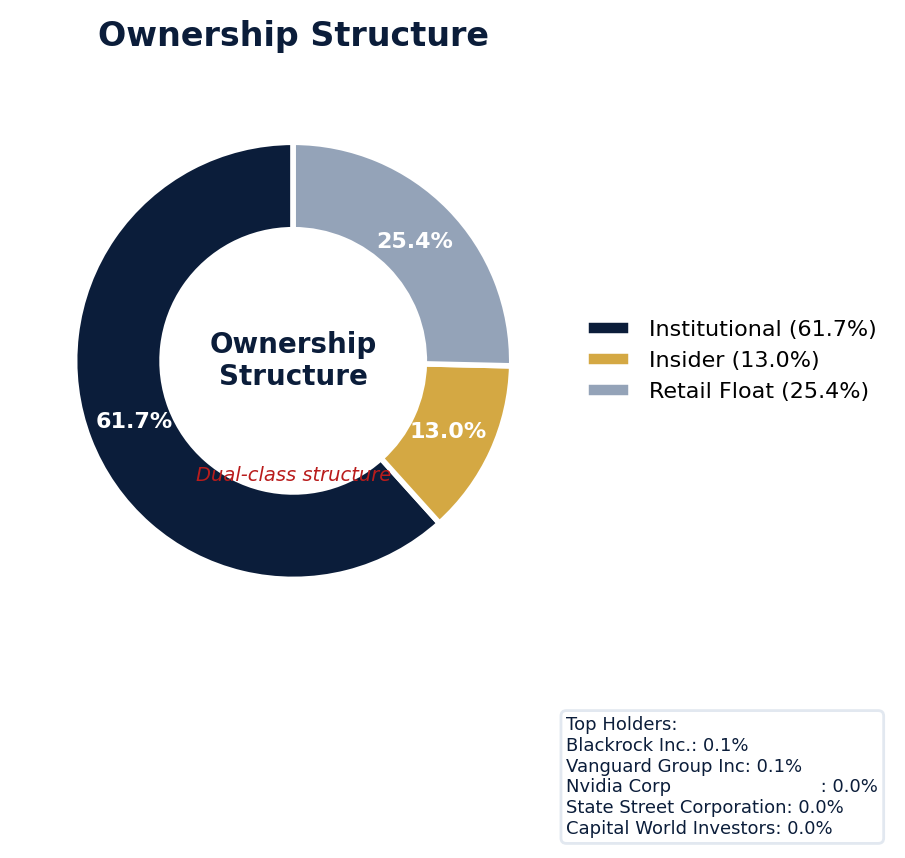 Ownership Structure
25.4%
Ownership
Structure
61.7%
13.0%
Dual-class structure
Institutional (61.7%)
Insider (13.0%)
Retail Float (25.4%)
Top Holders:
Blackrock Inc.: 0.1%
Vanguard Group Inc: 0.1%
Nvidia Corp : 0.0%
State Street Corporation: 0.0%
Capital World Investors: 0.0%